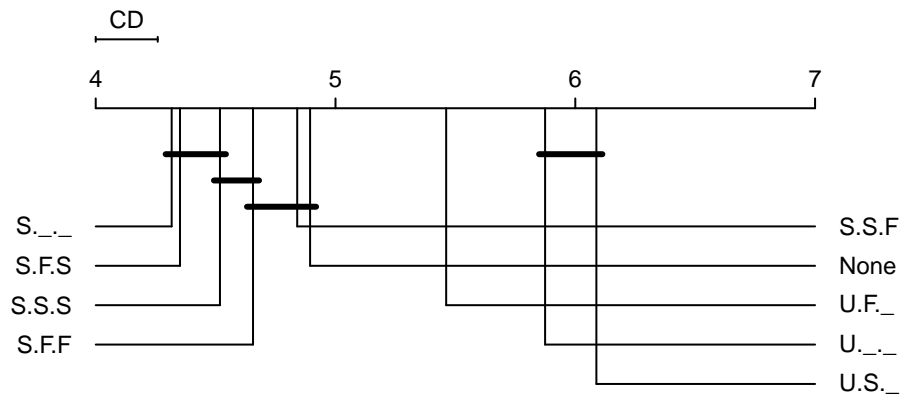 CD
4 5 6 7
S._._ S.S.F
S.F.S None
S.S.S U.F._
S.F.F U._._
U.S._